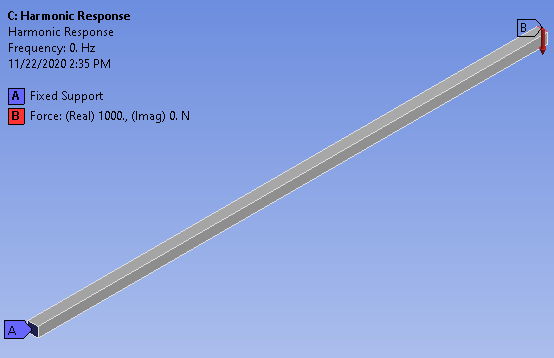 C: Harmonic Response
Harmonic Response
Frequency: 0. Hz
11/22/2020 2:35 PM
A Fixed Support
B Force: (Real) 1000., (Imag) 0. N
B
A